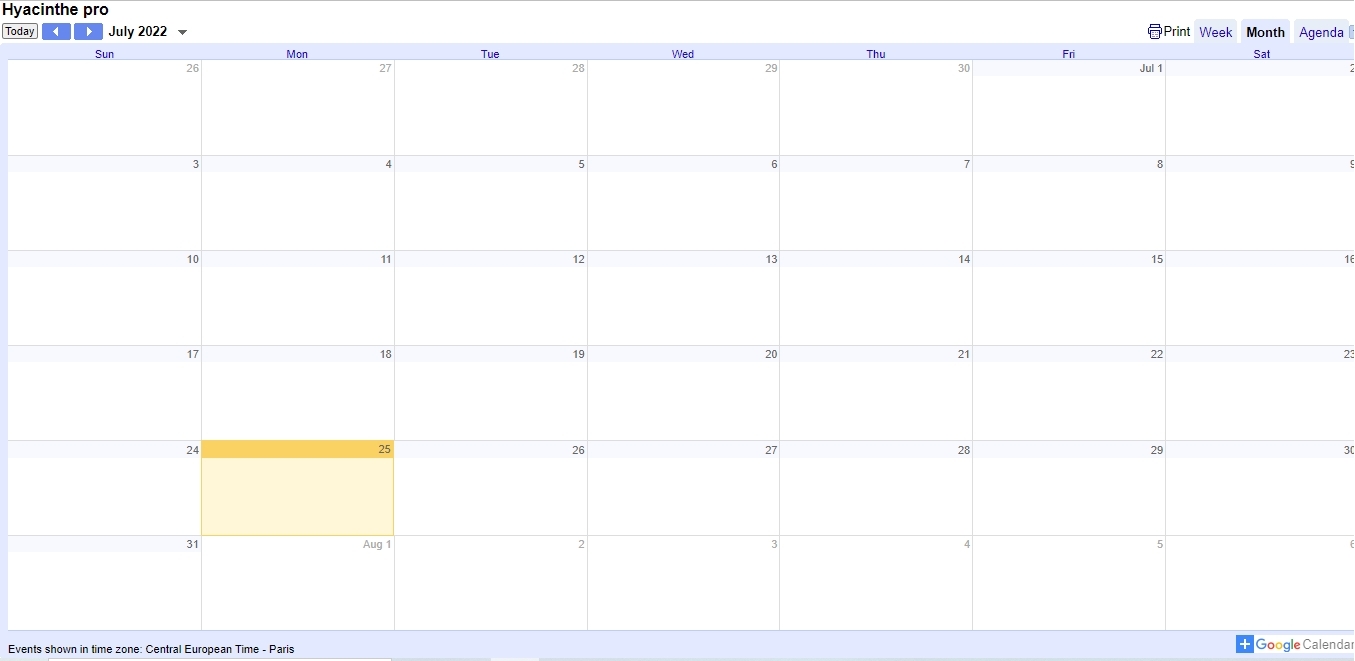 Hyacinthe pro
Today July 2022 Print Week Month Agenda
Sun Mon Tue Wed Thu Fri Sat
26 27 28 29 30 Jul 1 2
3 4 5 6 7 8 9
10 11 12 13 14 15 16
17 18 19 20 21 22 23
24 25 26 27 28 29 30
31 Aug 1 2 3 4 5 6
Events shown in time zone: Central European Time - Paris
Google Calendar